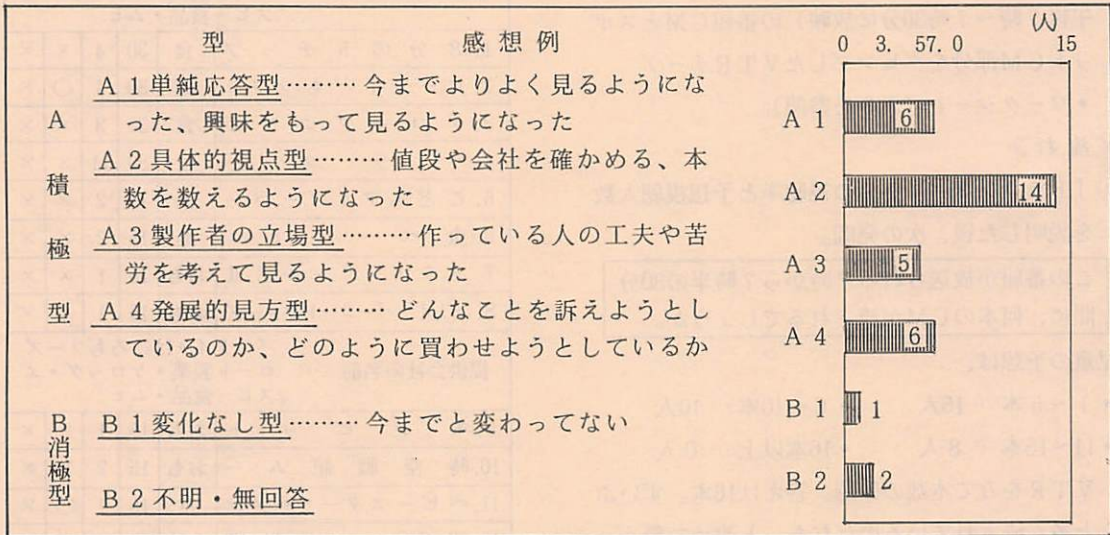 型 感想例
(人)
0 3. 57. 0 15
A 積極型
A1単純応答型………今までよりよく見るようにな
った、興味をもって見るようになった
A2具体的視点型………値段や会社を確かめる、本
数を数えるようになった
A3製作者の立場型………作っている人の工夫や苦
労を考えて見るようになった
A4発展的見方型………どんなことを訴えようとし
ているのか、どのように買わせようとしているか
B消極型
B1変化なし型………今までと変わってない
B2不明・無回答
A1 6
A2 14
A3 5
A4 6
B1 1
B2 2